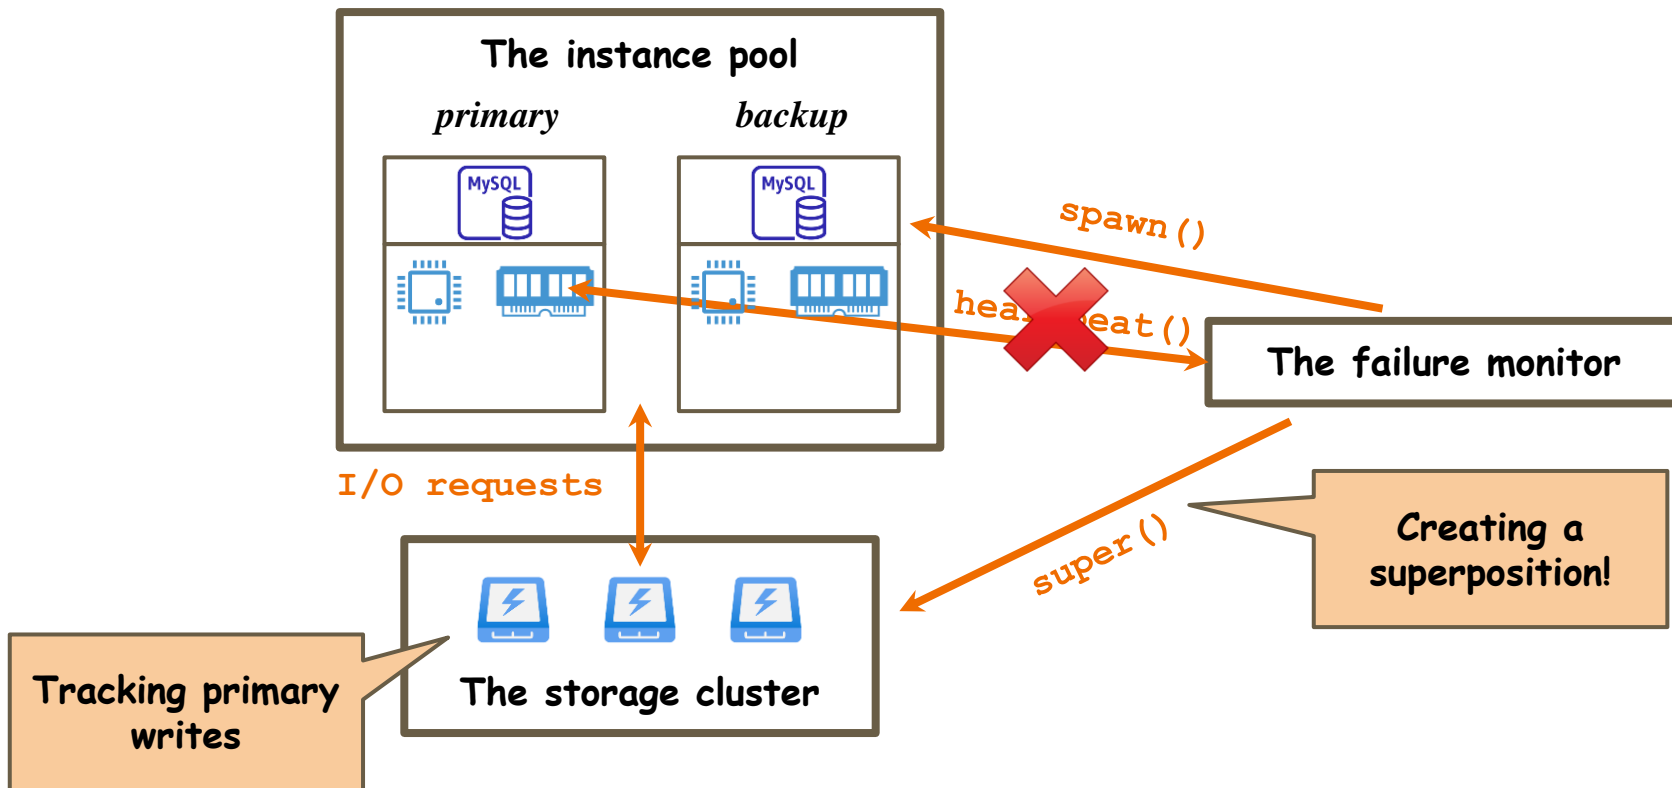 The instance pool
primary
backup
MySQL
MySQL
spawn()
hea eat()
The failure monitor
I/O requests
super()
Creating a
superposition!
Tracking primary
writes
The storage cluster